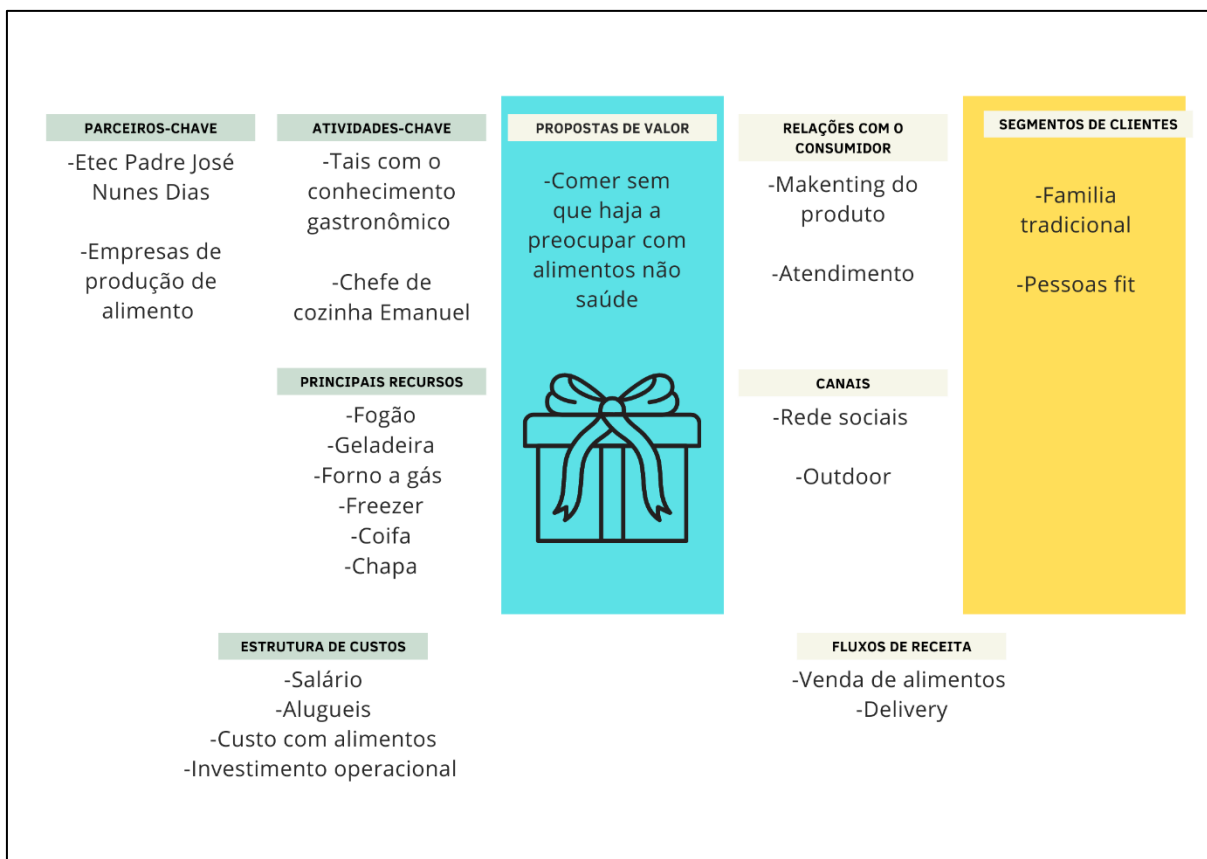 PARCEIROS-CHAVE
-Etec Padre José
Nunes Dias
-Empresas de
produção de
alimento
ATIVIDADES-CHAVE
-Tais com o
conhecimento
gastronômico
-Chefe de
cozinha Emanuel
PRINCIPAIS RECURSOS
-Fogão
-Geladeira
-Forno a gás
-Freezer
-Coifa
-Chapa
PROPOSTAS DE VALOR
-Comer sem
que haja a
preocupar com
alimentos não
saúde
RELAÇÕES COM O
CONSUMIDOR
-Makenting do
produto
-Atendimento
CANAIS
-Rede sociais
-Outdoor
SEGMENTOS DE CLIENTES
-Familia
tradicional
-Pessoas fit
ESTRUTURA DE CUSTOS
-Salário
-Alugueis
-Custo com alimentos
-Investimento operacional
FLUXOS DE RECEITA
-Venda de alimentos
-Delivery